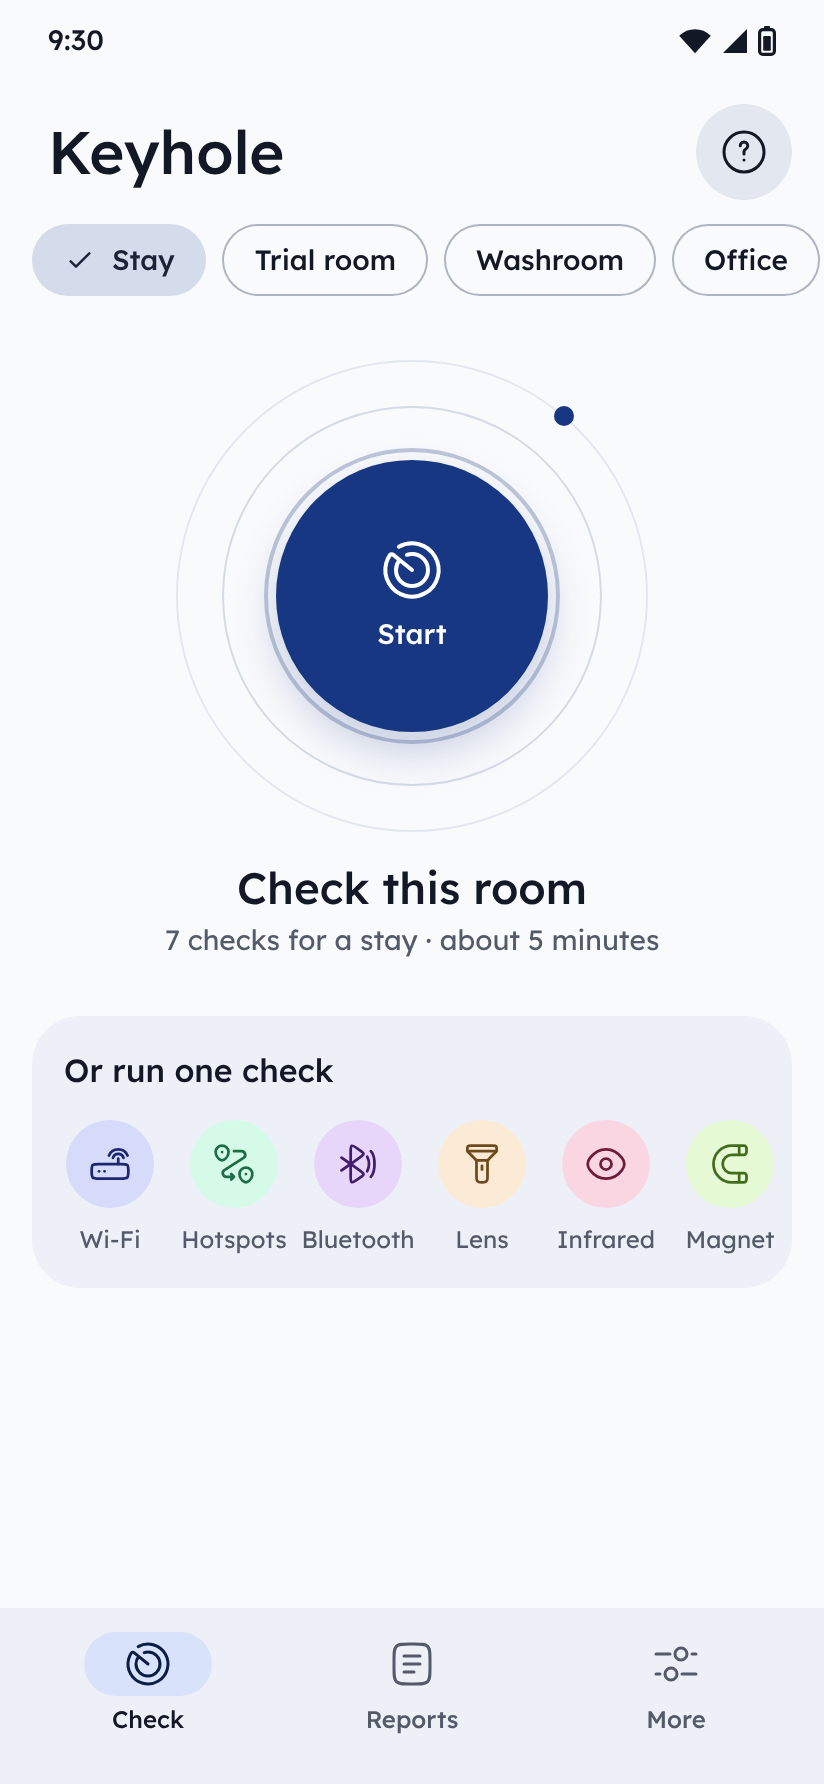 9:30
Keyhole
Stay
Trial room
Washroom
Office
Start
Check this room
7 checks for a stay · about 5 minutes
Or run one check
Wi-Fi
Hotspots
Bluetooth
Lens
Infrared
Magnet
Check
Reports
More